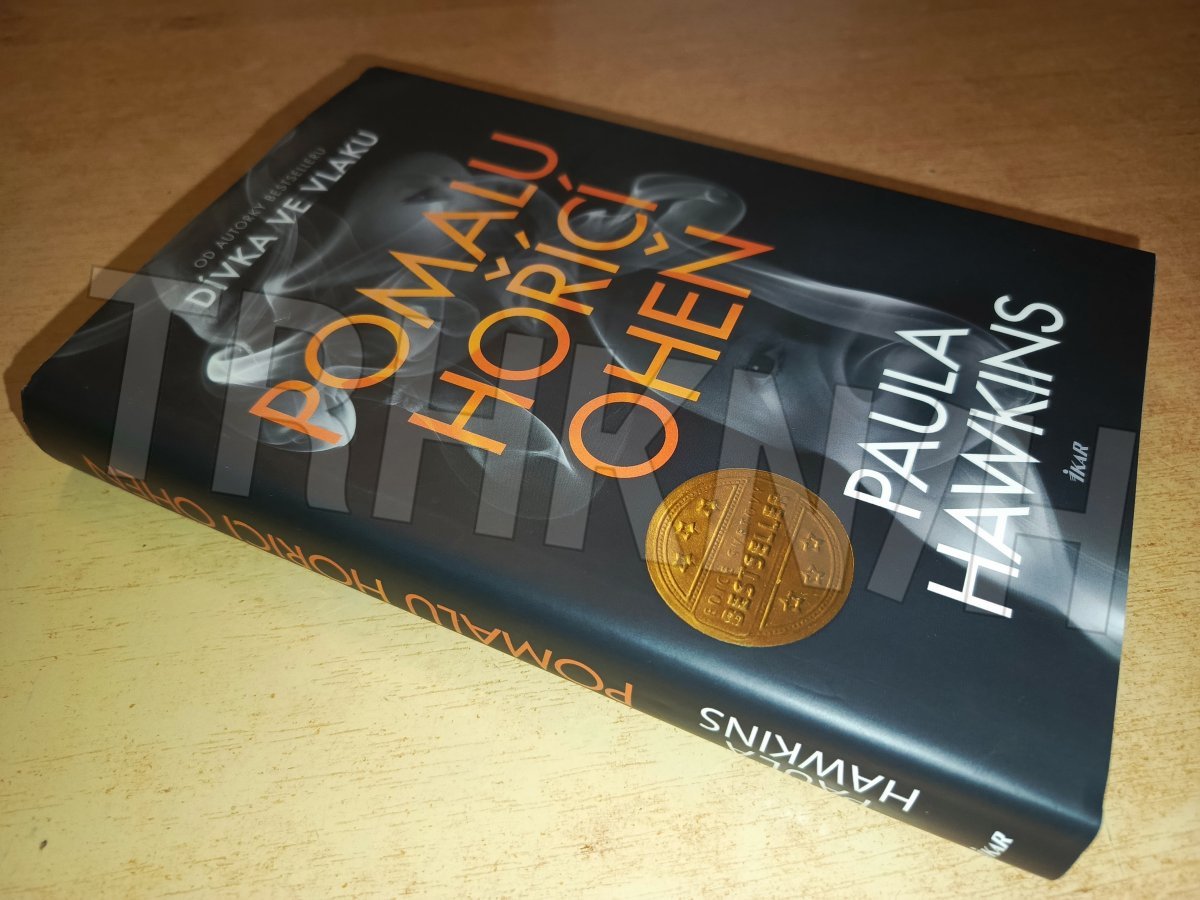 OD AUTORKY BESTSELLERU
DÍVKA VE VLAKU
POMALU
HOŘÍCÍ
OHEŇ
EDICE SVĚTOVÝ
BESTSELLER
PAULA
HAWKINS
IKAR
POMALU HOŘÍCÍ OHEŇ
PAULA
HAWKINS
IKAR
TRHKNIH